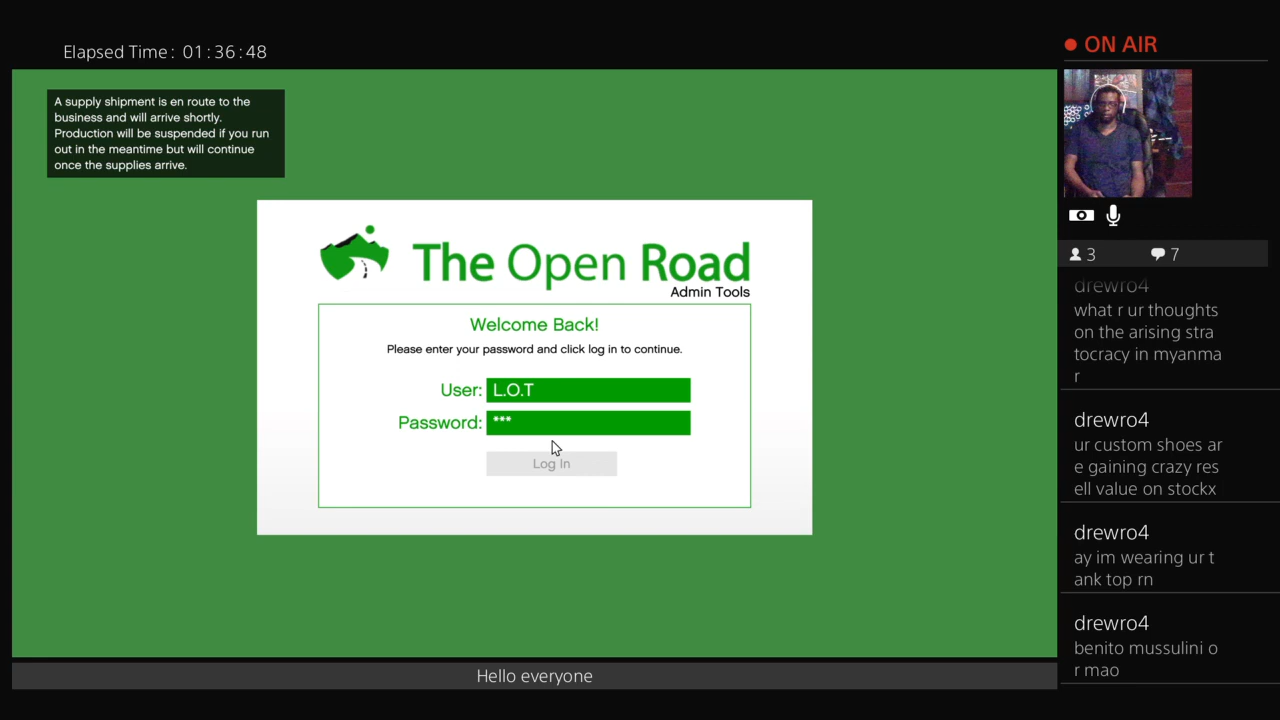 Elapsed Time: 01:36:48
ON AIR
A supply shipment is en route to the
business and will arrive shortly.
Production will be suspended if you run
out in the meantime but will continue
once the supplies arrive.
The Open Road
Admin Tools
Welcome Back!
Please enter your password and click log in to continue.
User: L.O.T
Password: ***
Log In
Hello everyone
3 7
drewro4
what r ur thoughts
on the arising stra
tocracy in myanma
r
drewro4
ur custom shoes ar
e gaining crazy res
ell value on stockx
drewro4
ay im wearing ur t
ank top rn
drewro4
benito mussulini o
r mao